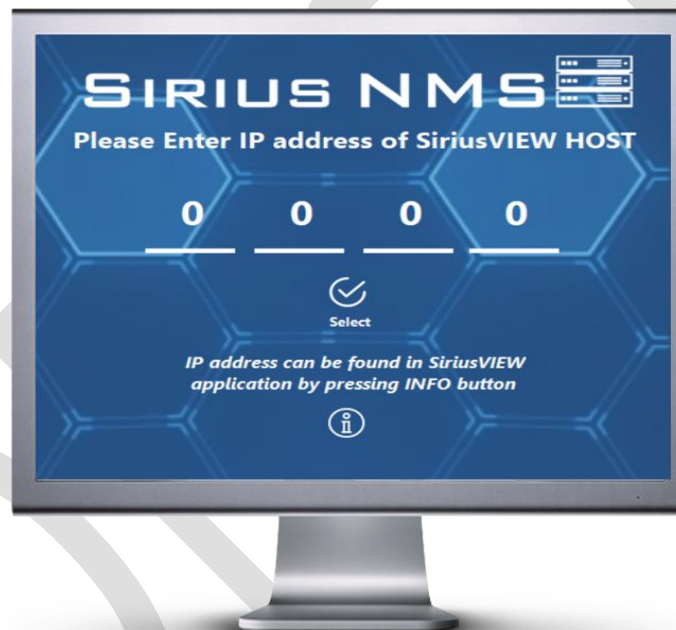 SIRIUS NMS
Please Enter IP address of SiriusVIEW HOST
0 0 0 0
Select
IP address can be found in SiriusVIEW
application by pressing INFO button
i